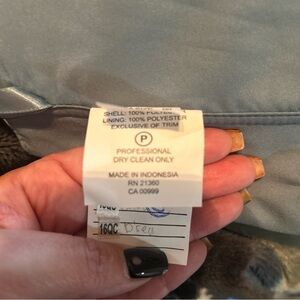 SHELL: 100% POLYESTER
LINING: 100% POLYESTER
EXCLUSIVE OF TRIM
P
PROFESSIONAL
DRY CLEAN ONLY
MADE IN INDONESIA
RN 21360
CA 00999
16QC